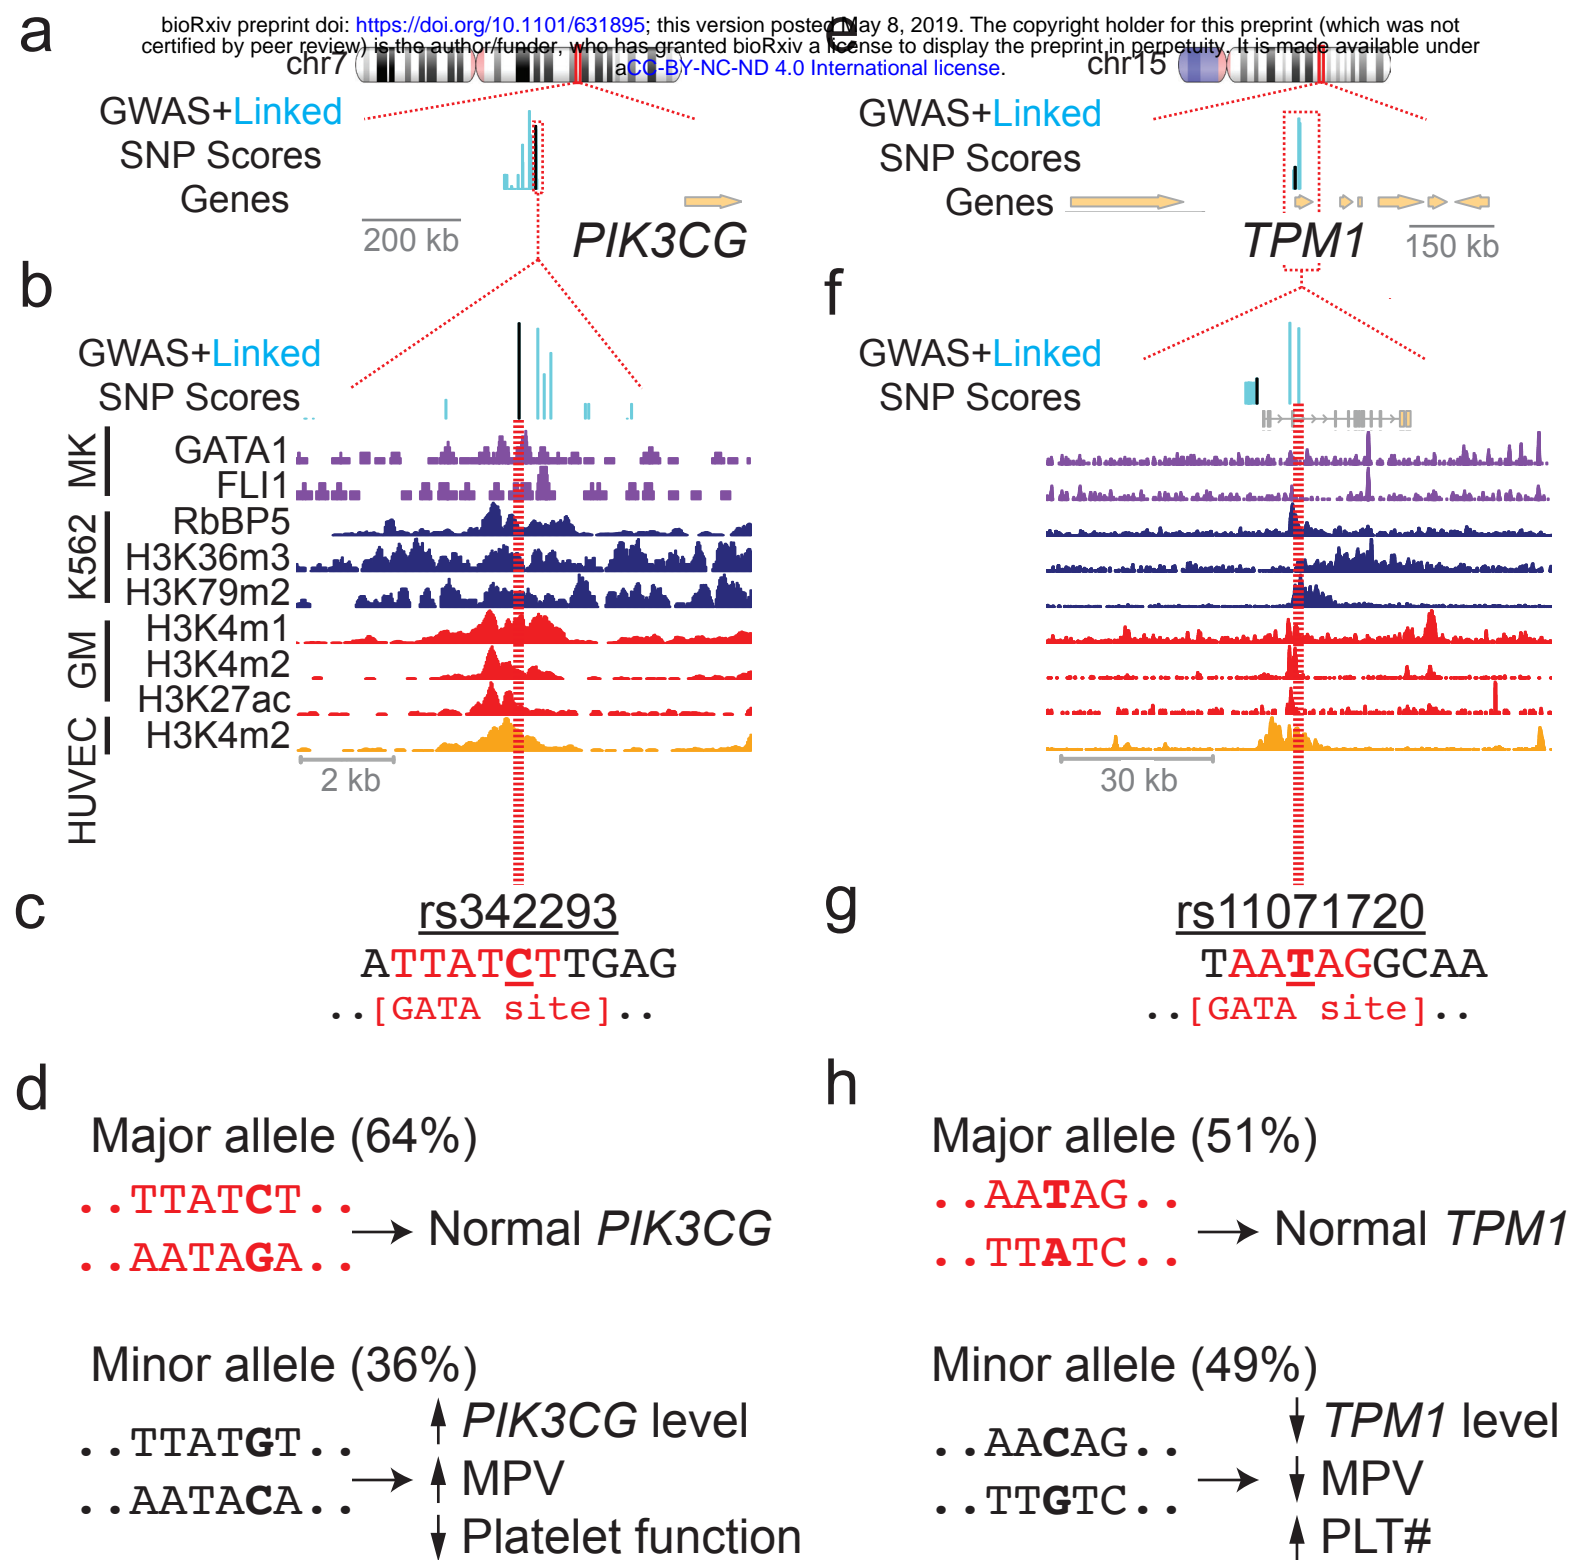 bioRxiv preprint doi: https://doi.org/10.1101/631895; this version posted May 8, 2019. The copyright holder for this preprint (which was not
certified by peer review) is the author/funder, who has granted bioRxiv a license to display the preprint in perpetuity. It is made available under
aCC-BY-NC-ND 4.0 International license.
a
chr7
GWAS+Linked
SNP Scores
Genes
200 kb
PIK3CG
b
GWAS+Linked
SNP Scores
MK
GATA1
FLI1
K562
RbBP5
H3K36m3
H3K79m2
GM
H3K4m1
H3K4m2
H3K27ac
HUVEC
H3K4m2
2 kb
c
rs342293
ATTATCTTGAG
..[GATA site]..
d
Major allele (64%)
..TTATCT..
..AATAGA..
Normal PIK3CG
Minor allele (36%)
..TTATGT..
..AATACA..
↑ PIK3CG level
↑ MPV
↓ Platelet function
e
chr15
GWAS+Linked
SNP Scores
Genes
TPM1
150 kb
f
GWAS+Linked
SNP Scores
30 kb
g
rs11071720
TAATAGGCAA
..[GATA site]..
h
Major allele (51%)
..AATAG..
..TTATC..
Normal TPM1
Minor allele (49%)
..AACAG..
..TTGTC..
↓ TPM1 level
↓ MPV
↑ PLT#